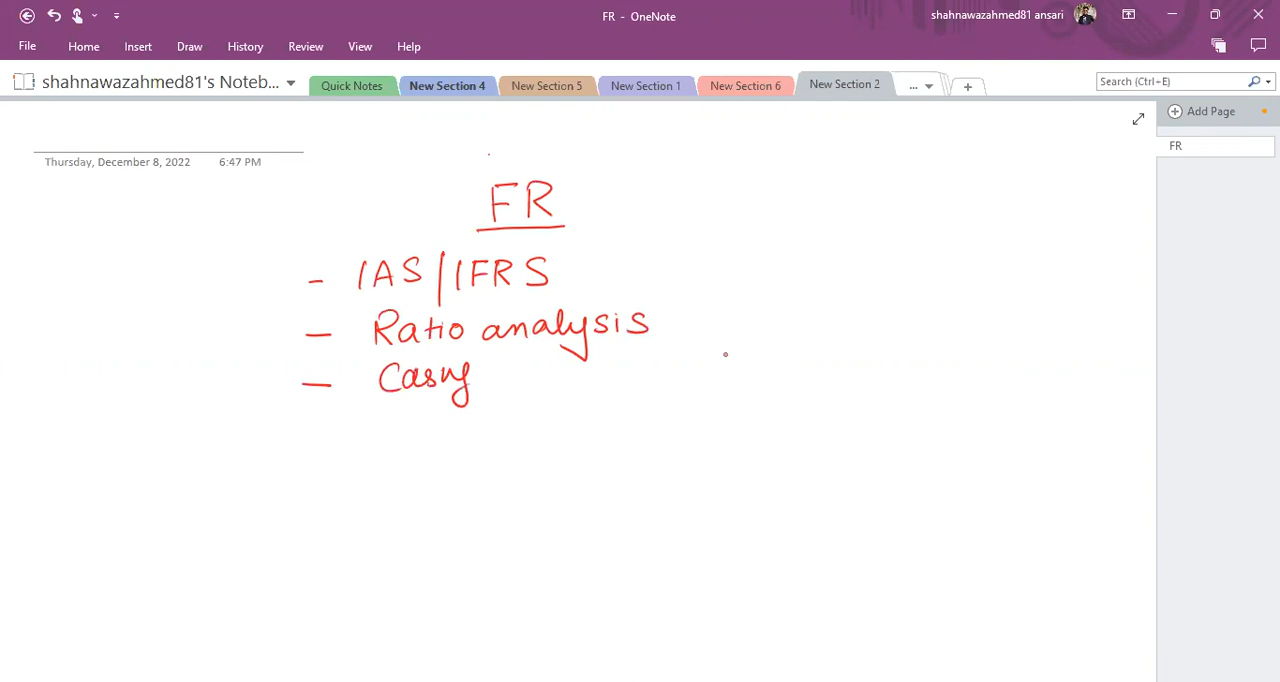 FR - OneNote
shahnawazahmed81 ansari
File Home Insert Draw History Review View Help
shahnawazahmed81's Noteb... Quick Notes New Section 4 New Section 5 New Section 1 New Section 6 New Section 2 ... + Search (Ctrl+E)
Add Page
FR
Thursday, December 8, 2022 6:47 PM
FR
- IAS|IFRS
- Ratio analysis
-